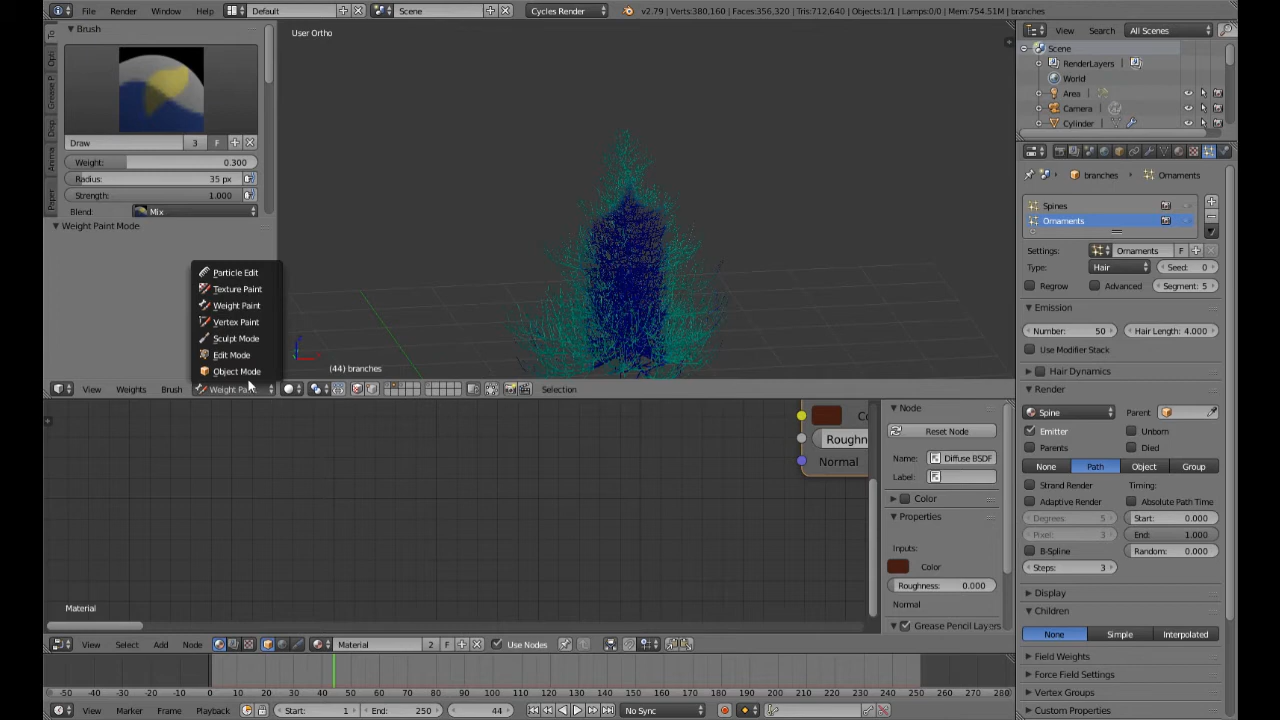 File Render Window Help Default Scene Cycles Render v2.79 | Verts:380,160 | Faces:356,320 | Tris:712,640 | Objects:1/1 | Lamps:0/0 | Mem:754.51M | branches
Brush
Draw 3 F
Weight: 0.300
Radius: 35 px
Strength: 1.000
Blend: Mix
Weight Paint Mode
Particle Edit
Texture Paint
Weight Paint
Vertex Paint
Sculpt Mode
Edit Mode
Object Mode
User Ortho
(44) branches
View Weights Brush Weight Paint Selection
Roughn
Normal
Material
Node
Reset Node
Name: Diffuse BSDF
Label:
Color
Properties
Inputs:
Color
Roughness: 0.000
Normal
Grease Pencil Layers
View Select Add Node Material 2 F Use Nodes
-50 -40 -30 -20 -10 0 10 20 30 40 50 60 70 80 90 100 110 120 130 140 150 160 170 180 190 200 210 220 230 240 250 260 270 280
View Marker Frame Playback Start: 1 End: 250 44 No Sync
View Search All Scenes
Scene
RenderLayers
World
Area
Camera
Cylinder
branches Ornaments
Spines
Ornaments
Settings: Ornaments F
Type: Hair Seed: 0
Regrow Advanced Segment: 5
Emission
Number: 50 Hair Length: 4.000
Use Modifier Stack
Hair Dynamics
Render
Spine Parent
Emitter Unborn
Parents Died
None Path Object Group
Strand Render Timing:
Adaptive Render Absolute Path Time
Degrees: 5 Start: 0.000
Pixel: 3 End: 1.000
B-Spline Random: 0.000
Steps: 3
Display
Children
None Simple Interpolated
Field Weights
Force Field Settings
Vertex Groups
Custom Properties